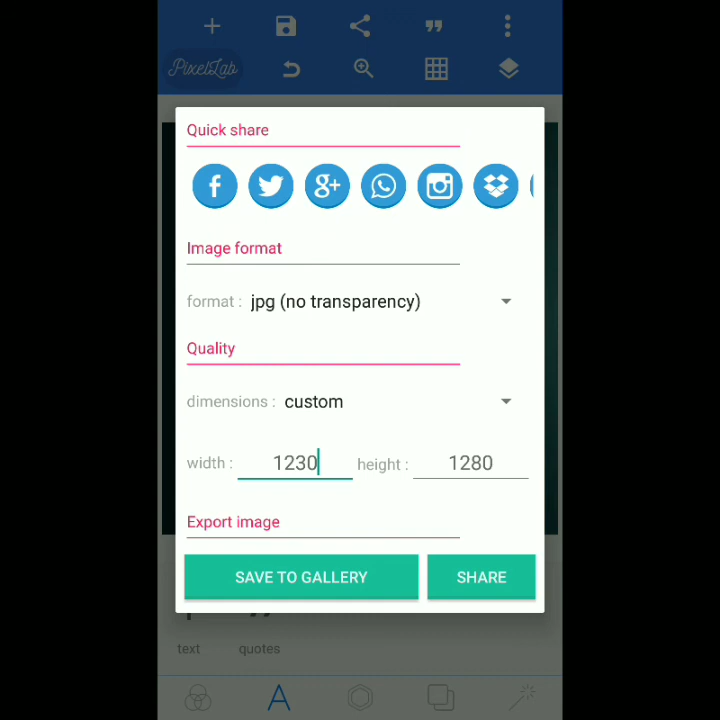 PixelLab
Quick share
Image format
format : jpg (no transparency)
Quality
dimensions : custom
width : 1230 height : 1280
Export image
SAVE TO GALLERY SHARE
text quotes